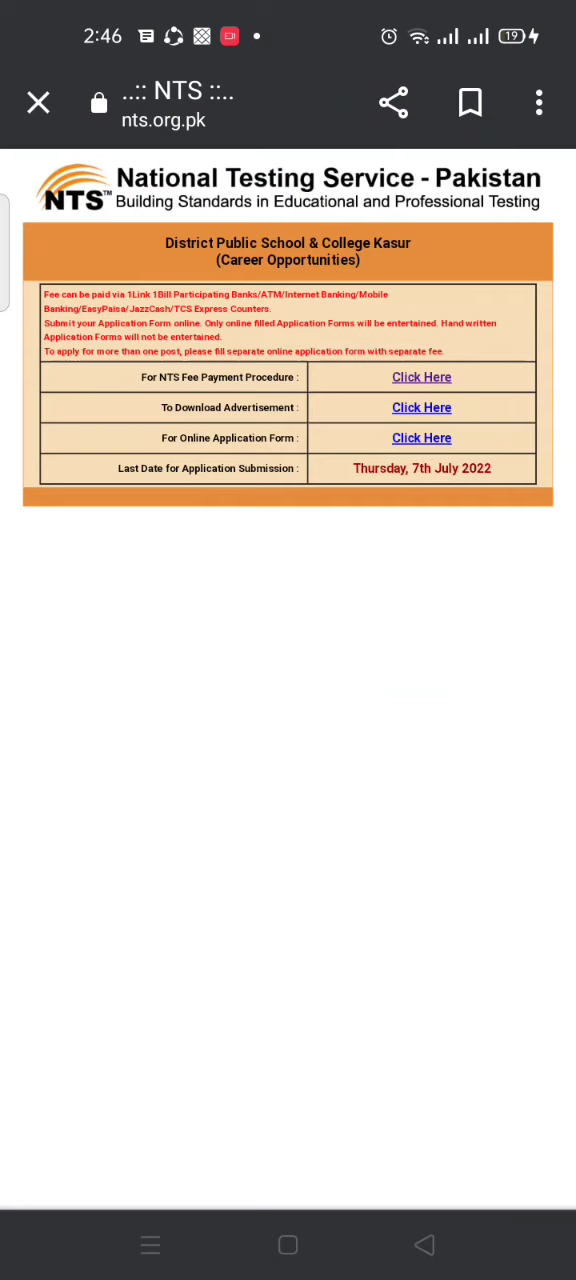 2:46
19
..:: NTS ::..
nts.org.pk
NTS™
National Testing Service - Pakistan
Building Standards in Educational and Professional Testing
District Public School & College Kasur
(Career Opportunities)
Fee can be paid via 1Link 1Bill Participating Banks/ATM/Internet Banking/Mobile
Banking/EasyPaisa/JazzCash/TCS Express Counters.
Submit your Application Form online. Only online filled Application Forms will be entertained. Hand written
Application Forms will not be entertained.
To apply for more than one post, please fill separate online application form with separate fee.
For NTS Fee Payment Procedure : Click Here
To Download Advertisement : Click Here
For Online Application Form : Click Here
Last Date for Application Submission : Thursday, 7th July 2022